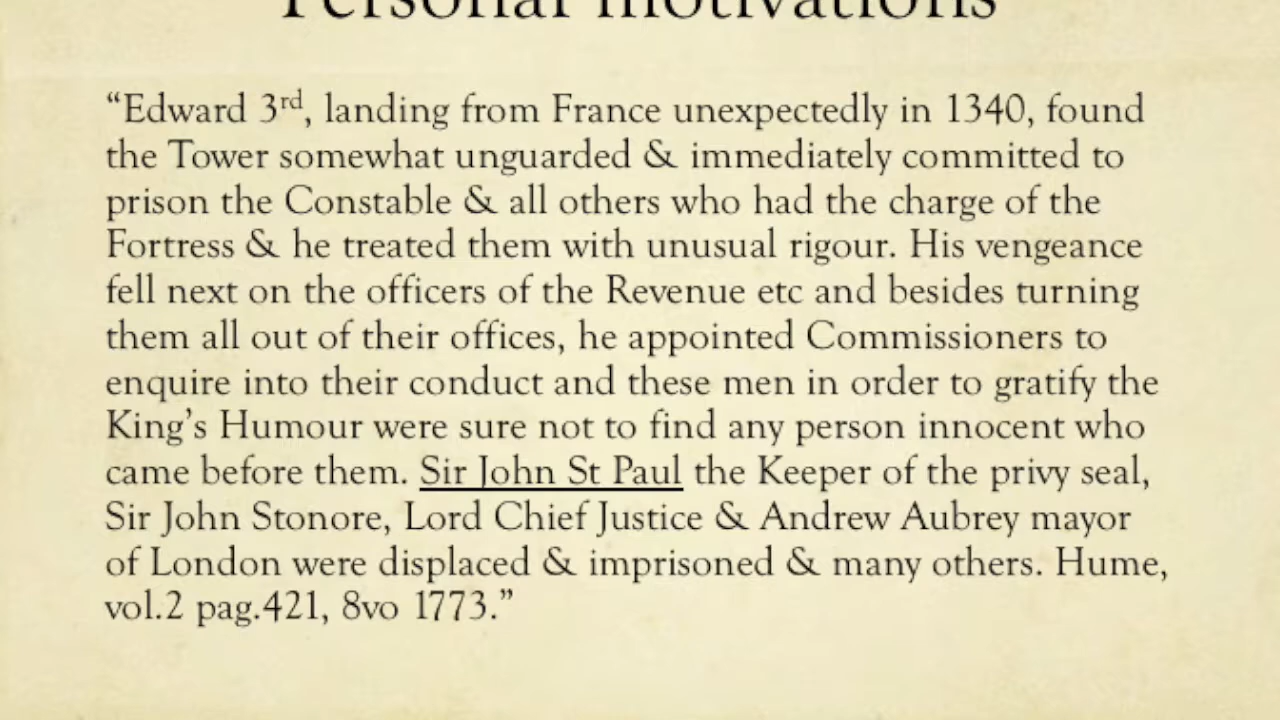 Personal motivations
“Edward 3rd, landing from France unexpectedly in 1340, found
the Tower somewhat unguarded & immediately committed to
prison the Constable & all others who had the charge of the
Fortress & he treated them with unusual rigour. His vengeance
fell next on the officers of the Revenue etc and besides turning
them all out of their offices, he appointed Commissioners to
enquire into their conduct and these men in order to gratify the
King’s Humour were sure not to find any person innocent who
came before them. Sir John St Paul the Keeper of the privy seal,
Sir John Stonore, Lord Chief Justice & Andrew Aubrey mayor
of London were displaced & imprisoned & many others. Hume,
vol.2 pag.421, 8vo 1773.”